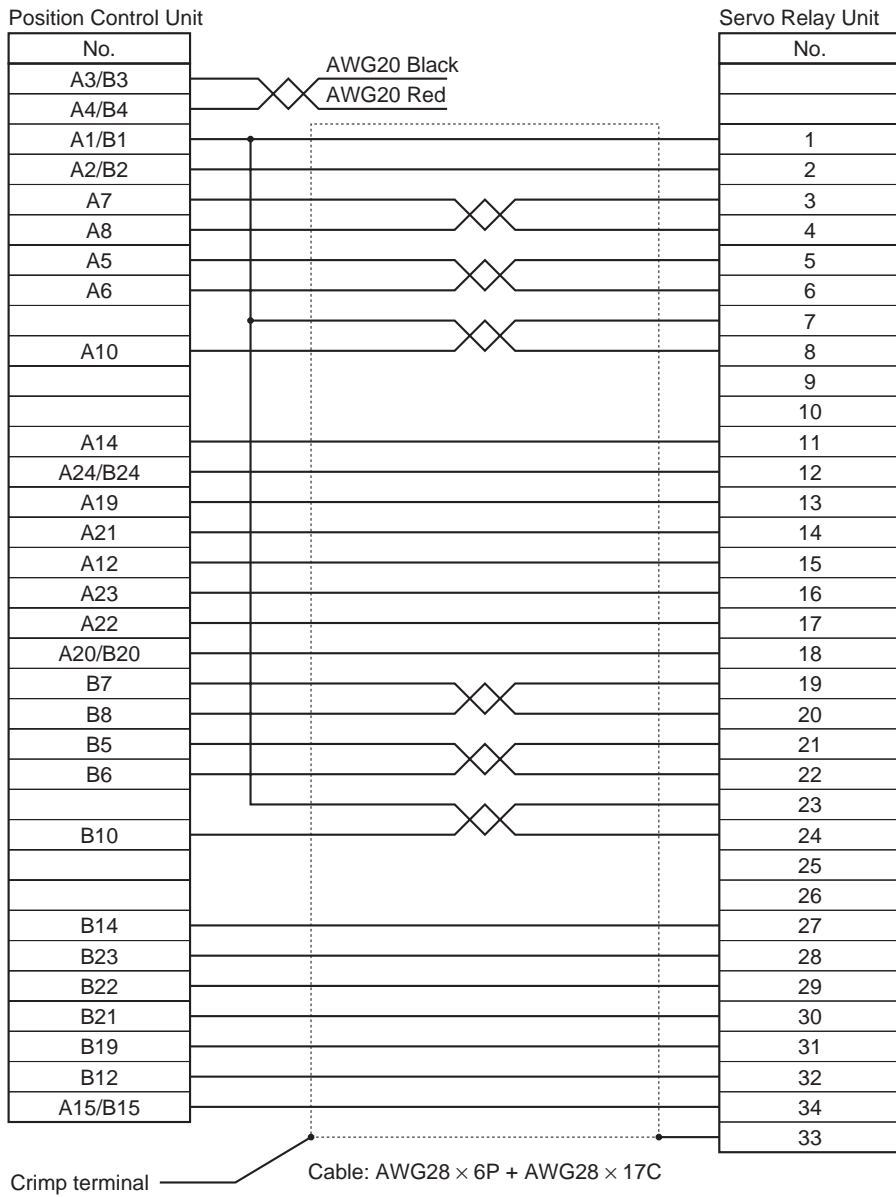 Position Control Unit Servo Relay Unit
No. No.
A3/B3 AWG20 Black
A4/B4 AWG20 Red
A1/B1 1
A2/B2 2
A7 3
A8 4
A5 5
A6 6
7
A10 8
9
10
A14 11
A24/B24 12
A19 13
A21 14
A12 15
A23 16
A22 17
A20/B20 18
B7 19
B8 20
B5 21
B6 22
23
B10 24
25
26
B14 27
B23 28
B22 29
B21 30
B19 31
B12 32
A15/B15 34
33
Crimp terminal Cable: AWG28 × 6P + AWG28 × 17C